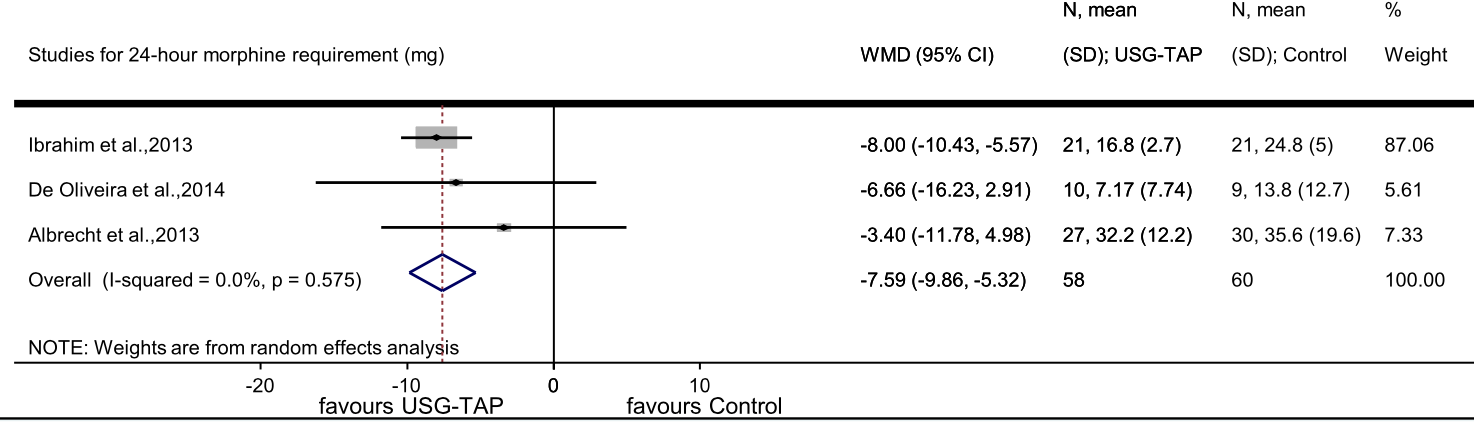 N, mean N, mean %
Studies for 24-hour morphine requirement (mg) WMD (95% CI) (SD); USG-TAP (SD); Control Weight
Ibrahim et al.,2013 -8.00 (-10.43, -5.57) 21, 16.8 (2.7) 21, 24.8 (5) 87.06
De Oliveira et al.,2014 -6.66 (-16.23, 2.91) 10, 7.17 (7.74) 9, 13.8 (12.7) 5.61
Albrecht et al.,2013 -3.40 (-11.78, 4.98) 27, 32.2 (12.2) 30, 35.6 (19.6) 7.33
Overall (I-squared = 0.0%, p = 0.575) -7.59 (-9.86, -5.32) 58 60 100.00
NOTE: Weights are from random effects analysis
-20 -10 0 10
favours USG-TAP favours Control